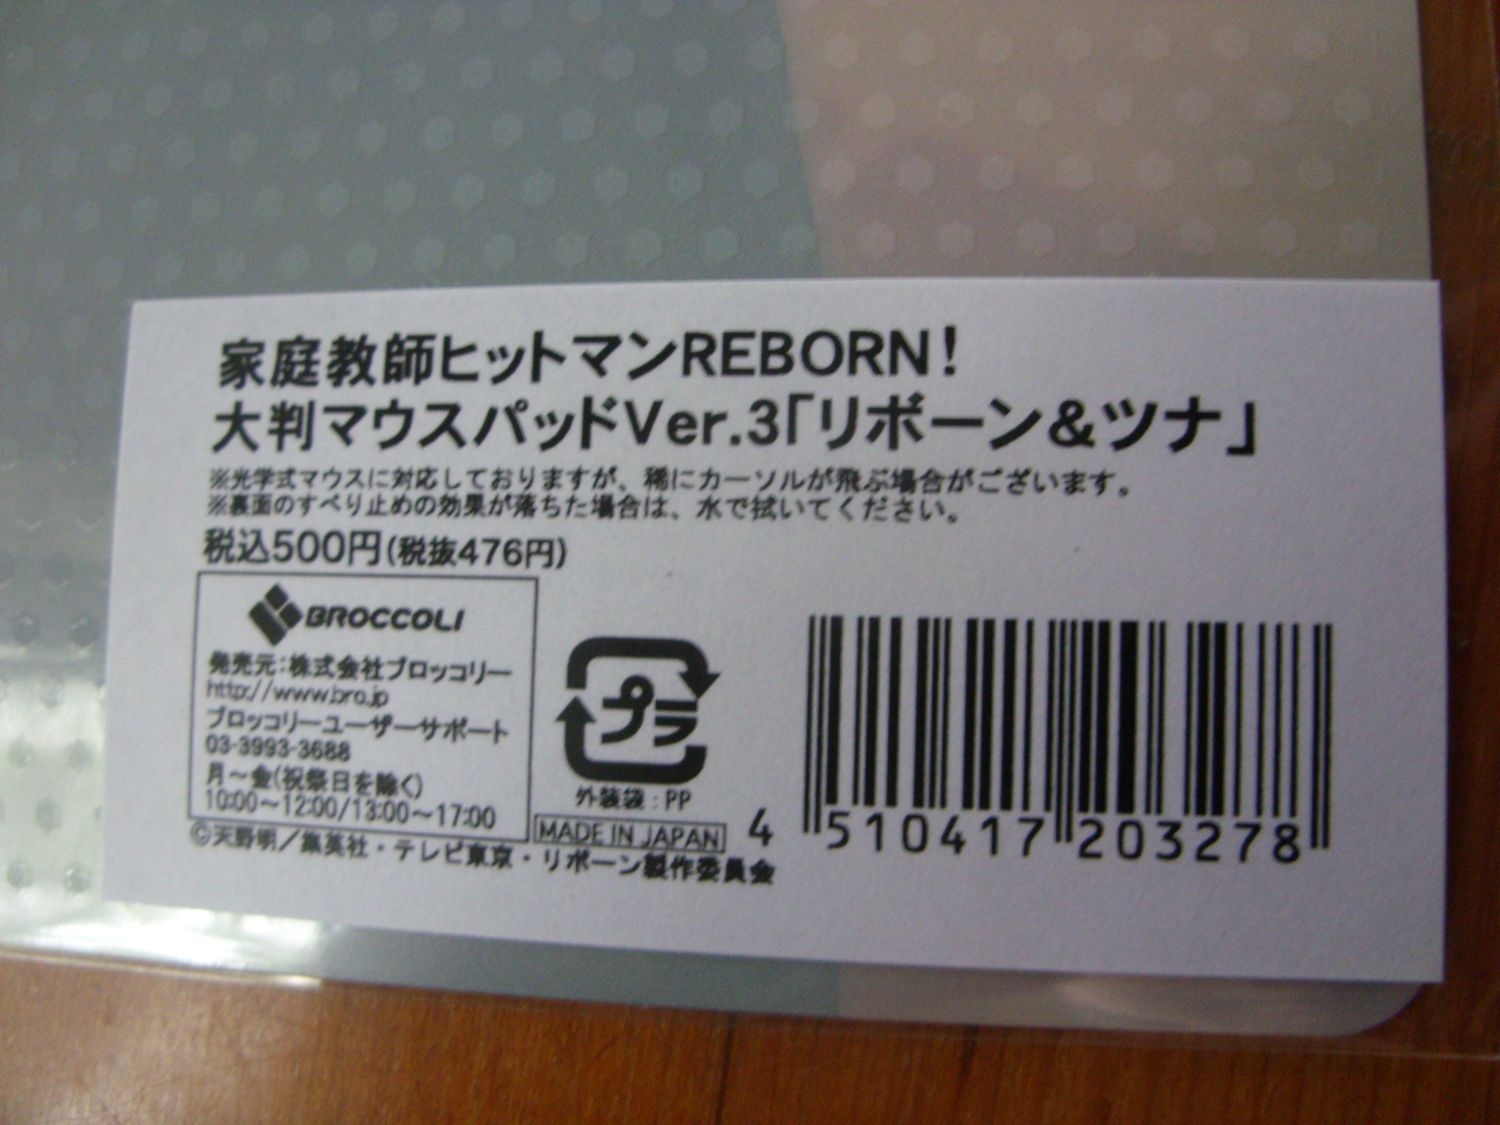 家庭教師ヒットマンREBORN!
大判マウスパッドVer.3「リボーン&ツナ」
※光学式マウスに対応しておりますが、稀にカーソルが飛ぶ場合がございます。
※裏面のすべり止めの効果が落ちた場合は、水で拭いてください。
税込500円(税抜476円)
BROCCOLI
発売元:株式会社ブロッコリー
http://www.bro.jp
ブロッコリーユーザーサポート
03-3993-3688
月～金(祝祭日を除く)
10:00～12:00/13:00～17:00
プラ
外装袋:PP
MADE IN JAPAN
4 510417 203278
©天野明/集英社・テレビ東京・リボーン製作委員会